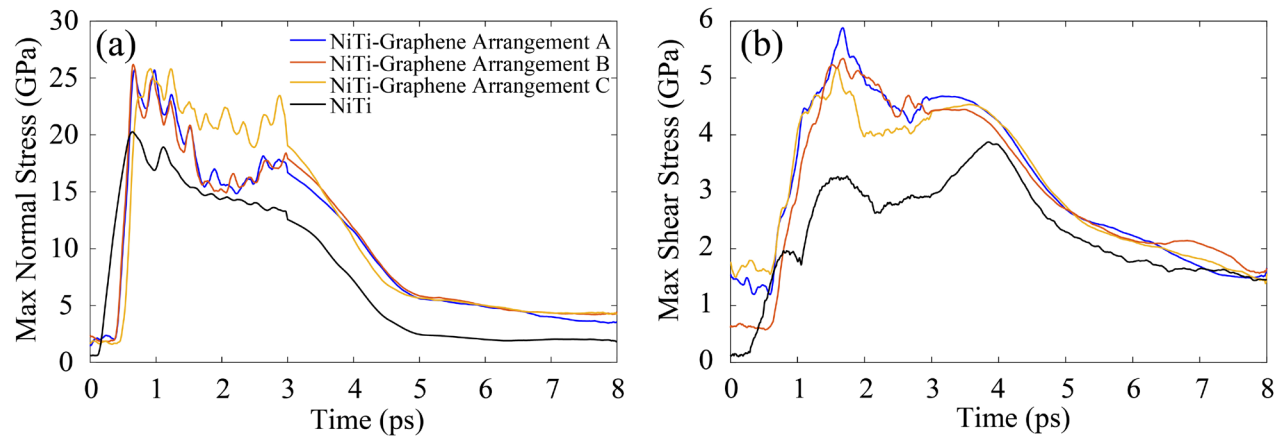 (a)
NiTi-Graphene Arrangement A
NiTi-Graphene Arrangement B
NiTi-Graphene Arrangement C
NiTi
Max Normal Stress (GPa)
30
25
20
15
10
5
0
0 1 2 3 4 5 6 7 8
Time (ps)
(b)
Max Shear Stress (GPa)
6
5
4
3
2
1
0
0 1 2 3 4 5 6 7 8
Time (ps)